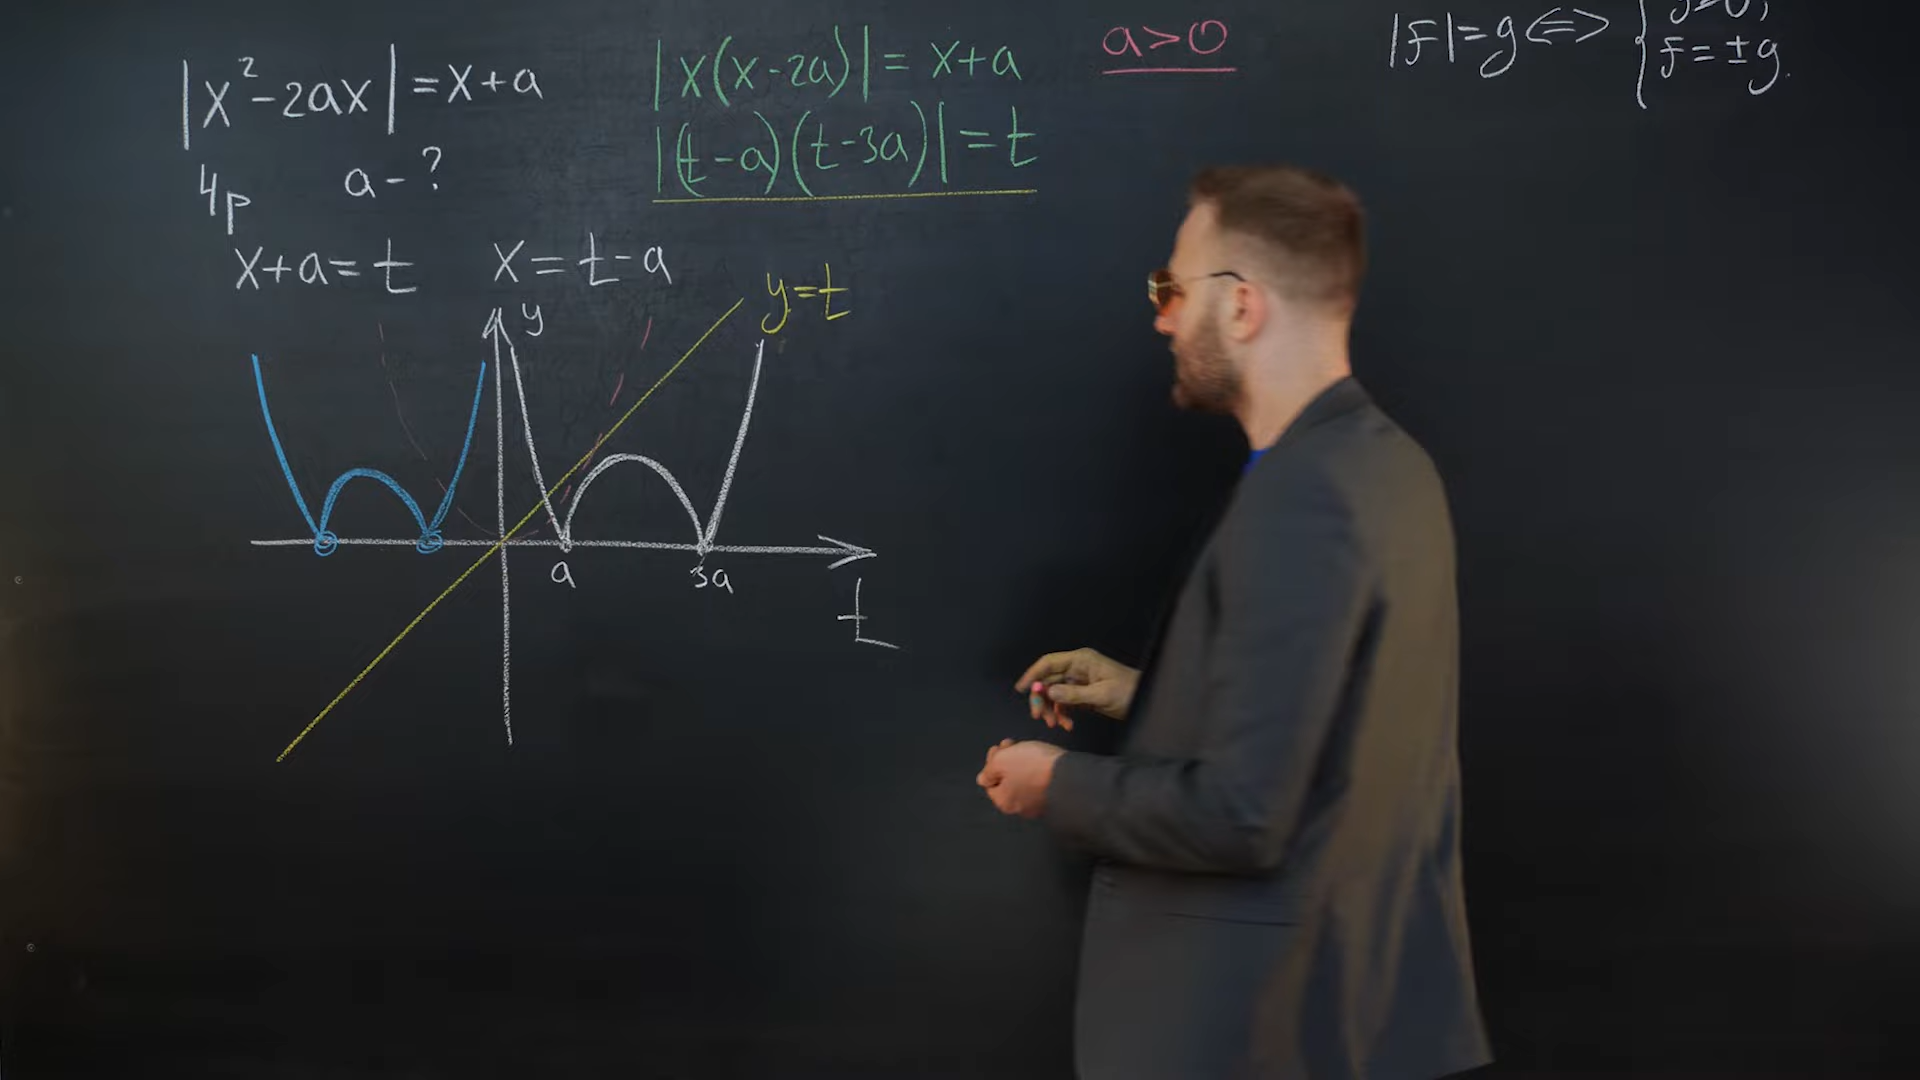 |x²-2ax|=x+a
4p a-?
x+a=t x=t-a
|x(x-2a)|=x+a
|(t-a)(t-3a)|=t
a>0
|f|=g⇔{
f=±g.
y
y=t
a
3a
t